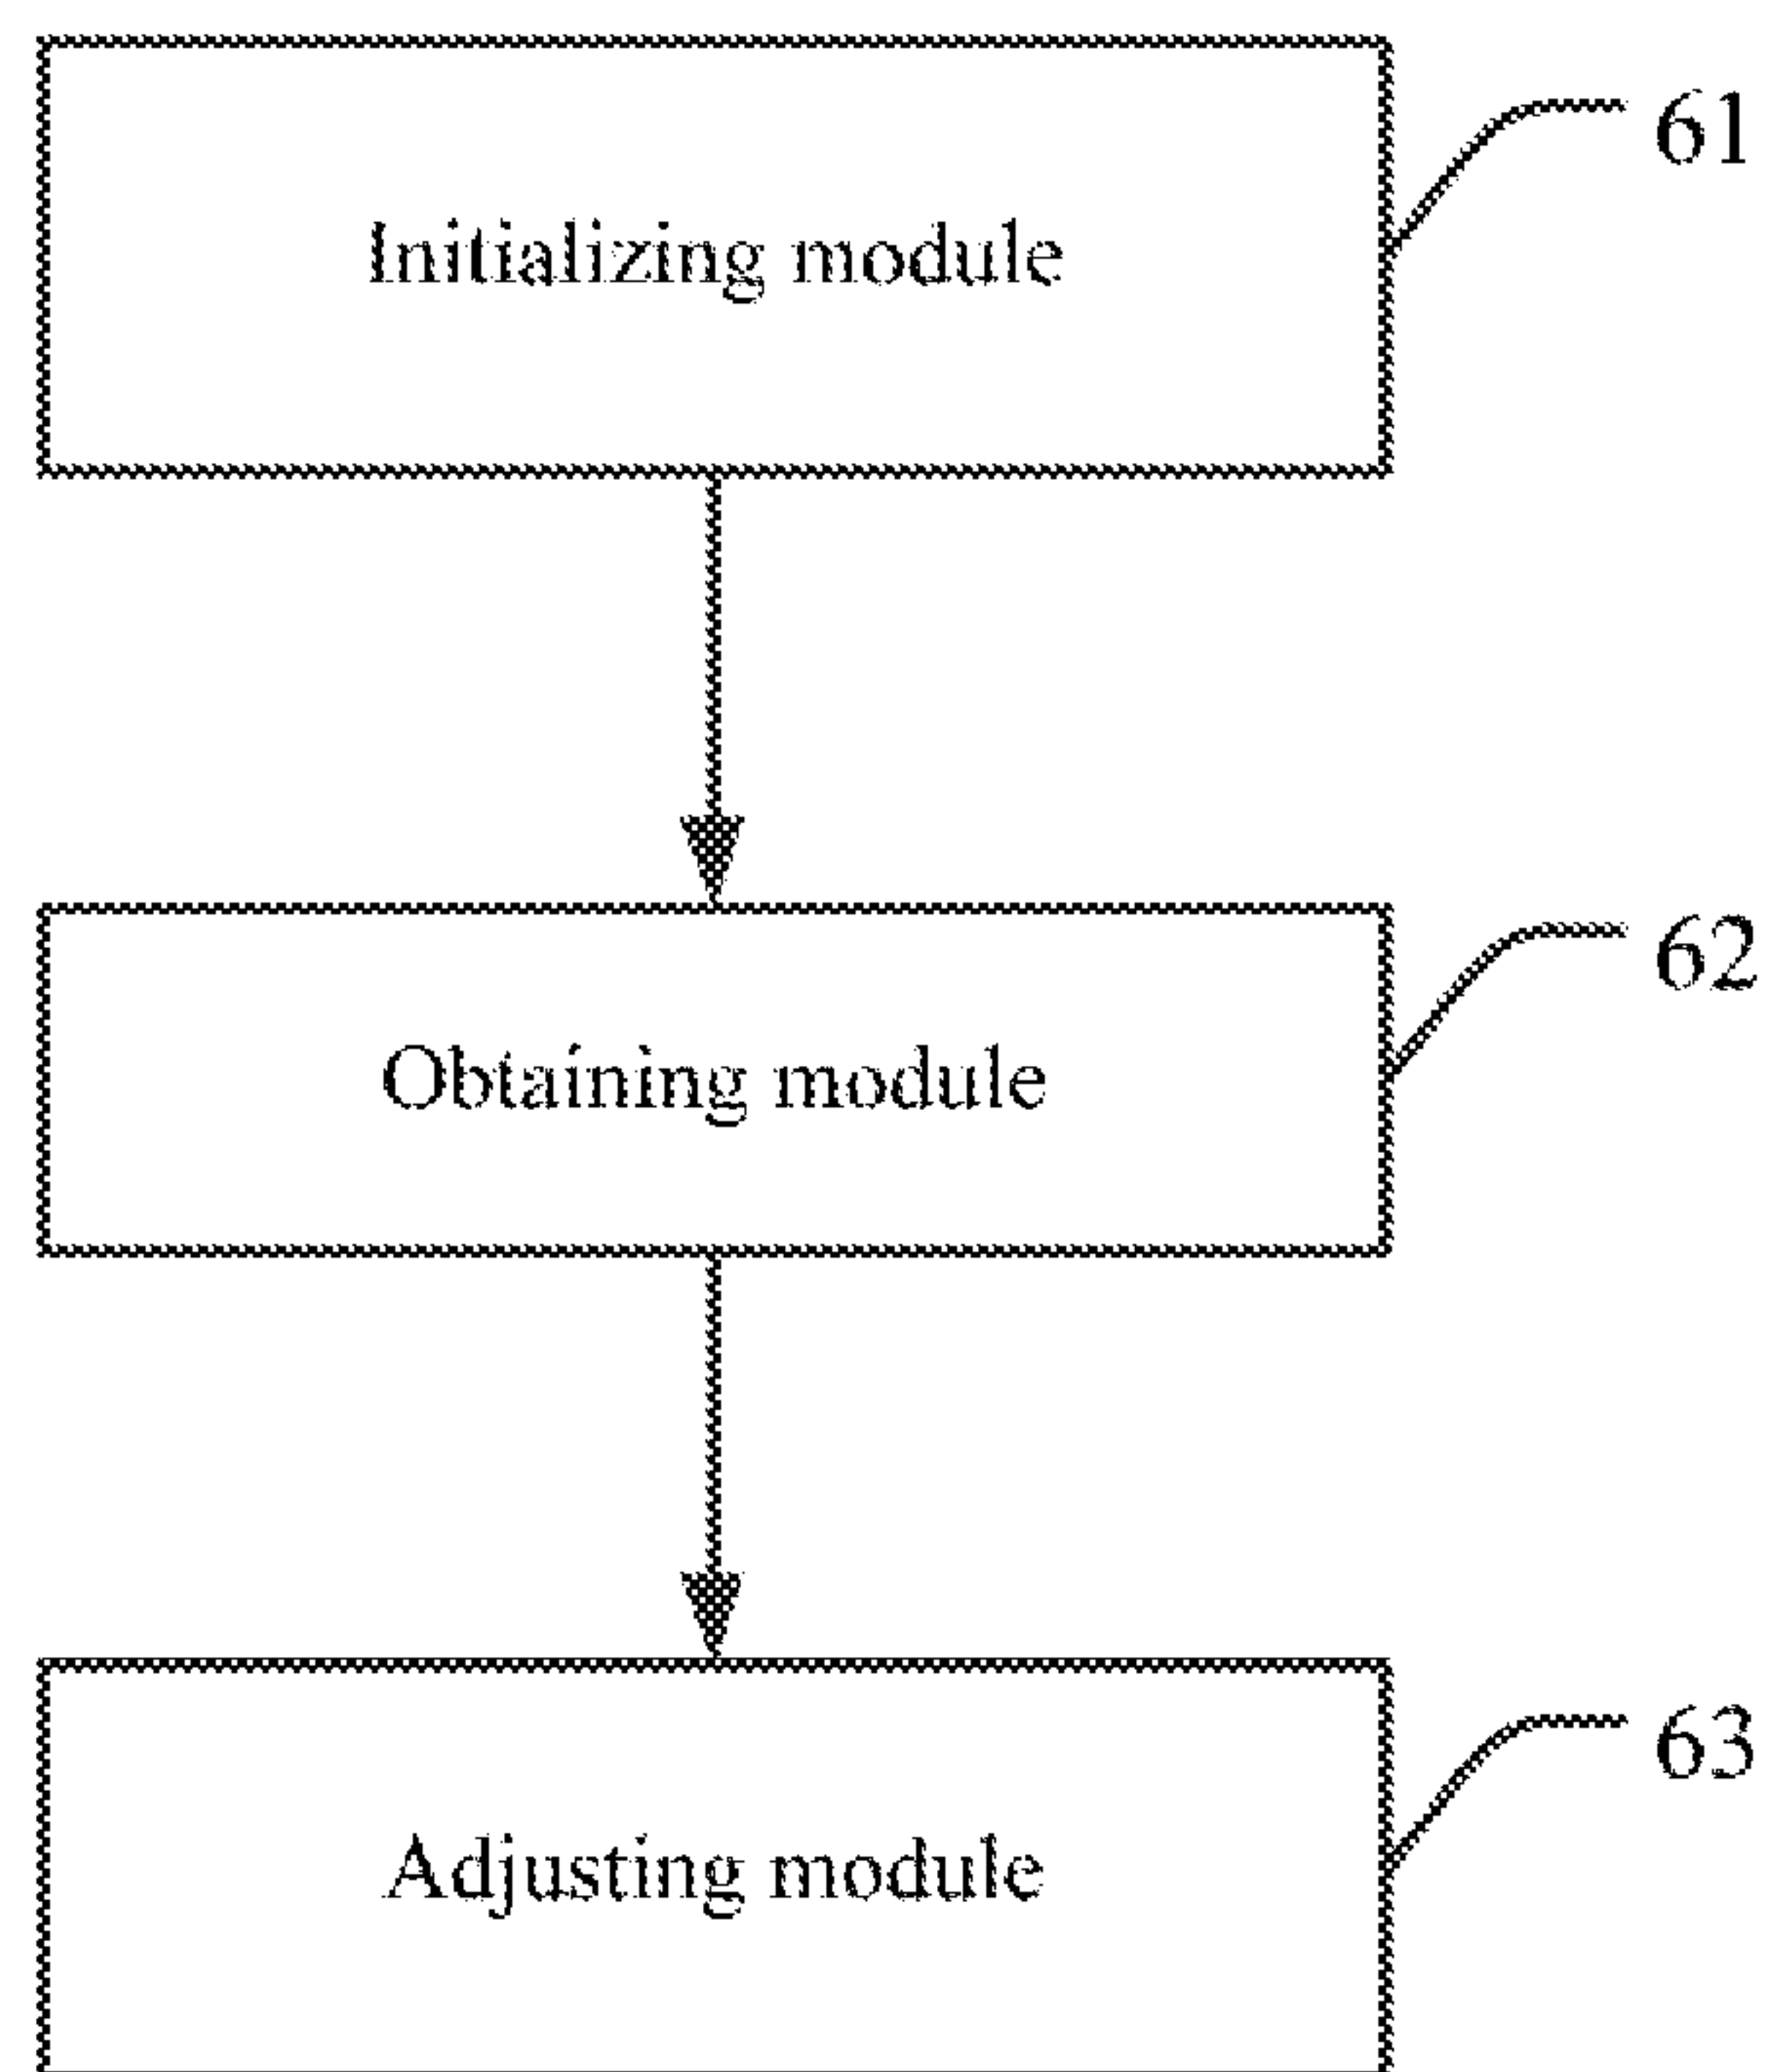 61
Initializing module
62
Obtaining module
63
Adjusting module